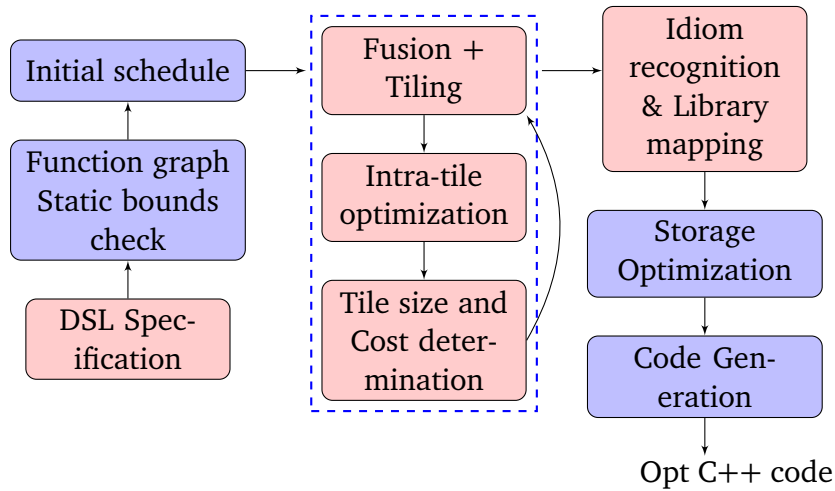 Initial schedule
Function graph
Static bounds
check
DSL Spec-
ification
Fusion +
Tiling
Intra-tile
optimization
Tile size and
Cost deter-
mination
Idiom
recognition
& Library
mapping
Storage
Optimization
Code Gen-
eration
Opt C++ code